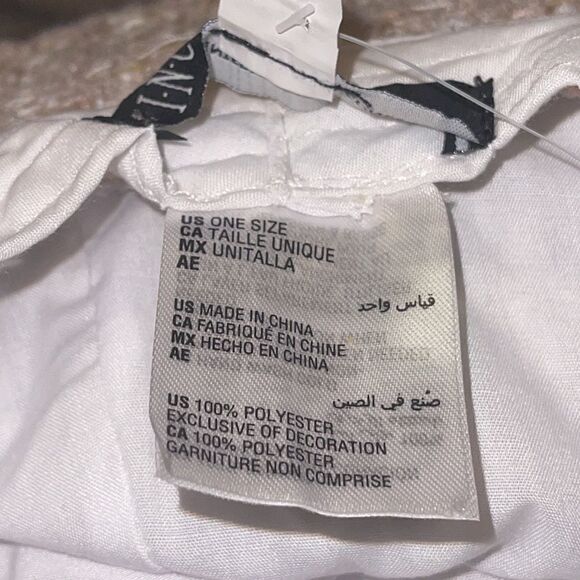 I·N·C
US ONE SIZE
CA TAILLE UNIQUE
MX UNITALLA
AE
قياس واحد
US MADE IN CHINA
CA FABRIQUÉ EN CHINE
MX HECHO EN CHINA
AE
صُنع في الصين
US 100% POLYESTER
EXCLUSIVE OF DECORATION
CA 100% POLYESTER
GARNITURE NON COMPRISE